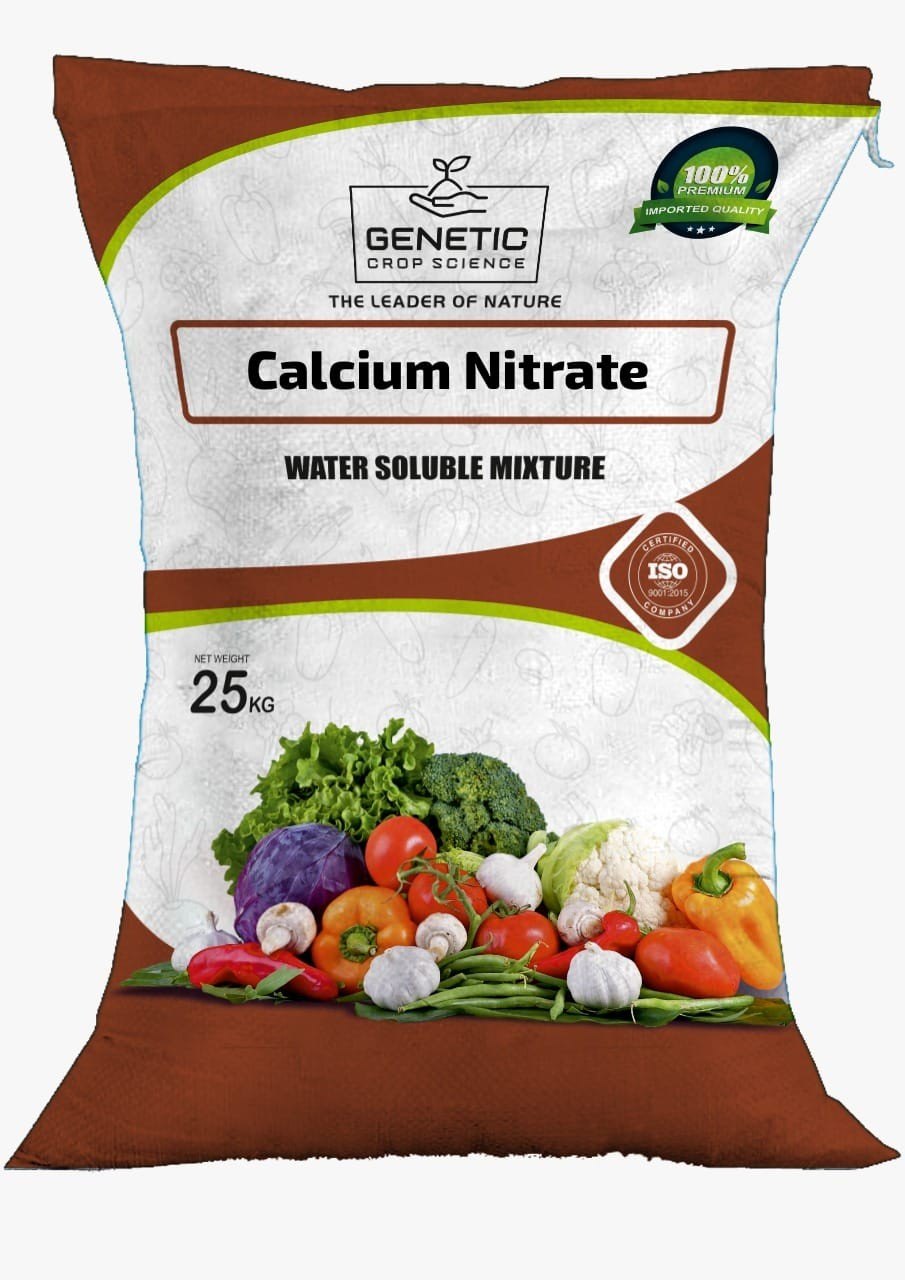 100%
PREMIUM
IMPORTED QUALITY
GENETIC
CROP SCIENCE
THE LEADER OF NATURE
Calcium Nitrate
WATER SOLUBLE MIXTURE
CERTIFIED
ISO
9001:2015
COMPANY
NET WEIGHT
25KG